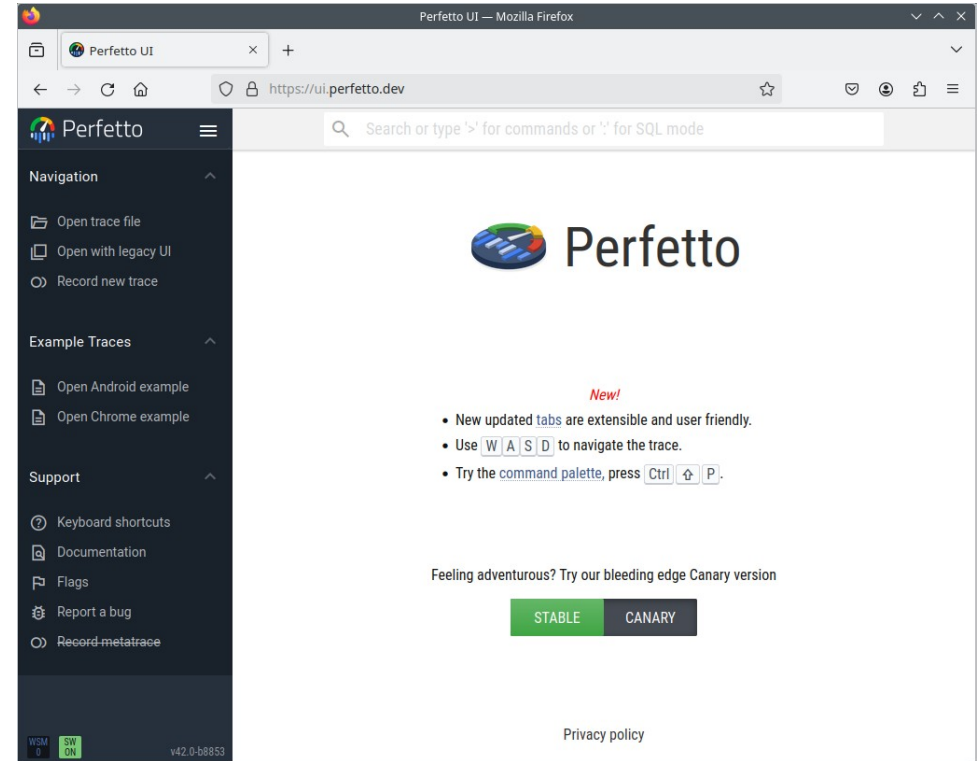 Perfetto UI — Mozilla Firefox
Perfetto UI
https://ui.perfetto.dev
Perfetto
Search or type '>' for commands or ':' for SQL mode
Navigation
Open trace file
Open with legacy UI
Record new trace
Example Traces
Open Android example
Open Chrome example
Support
Keyboard shortcuts
Documentation
Flags
Report a bug
Record metatrace
WSM
0
SW
ON
v42.0-b8853
Perfetto
New!
• New updated tabs are extensible and user friendly.
• Use W A S D to navigate the trace.
• Try the command palette, press Ctrl ⇧ P.
Feeling adventurous? Try our bleeding edge Canary version
STABLE CANARY
Privacy policy